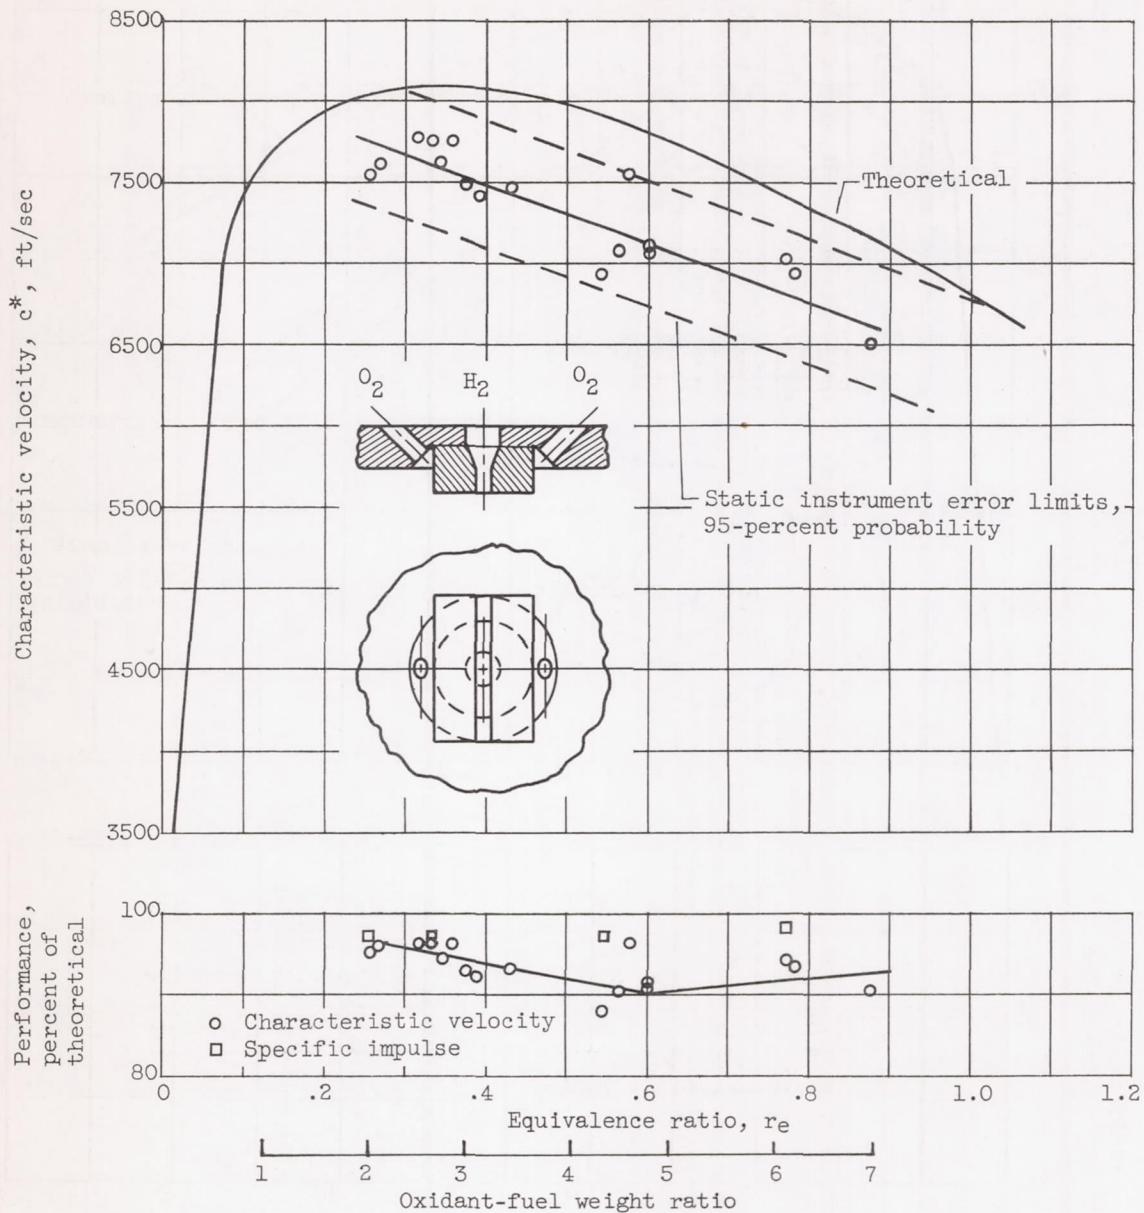 8500
7500
6500
5500
4500
3500
Characteristic velocity, c*, ft/sec
Theoretical
O2
H2
O2
Static instrument error limits,
95-percent probability
100
80
Performance,
percent of
theoretical
Characteristic velocity
Specific impulse
0 .2 .4 .6 .8 1.0 1.2
Equivalence ratio, re
1 2 3 4 5 6 7
Oxidant-fuel weight ratio